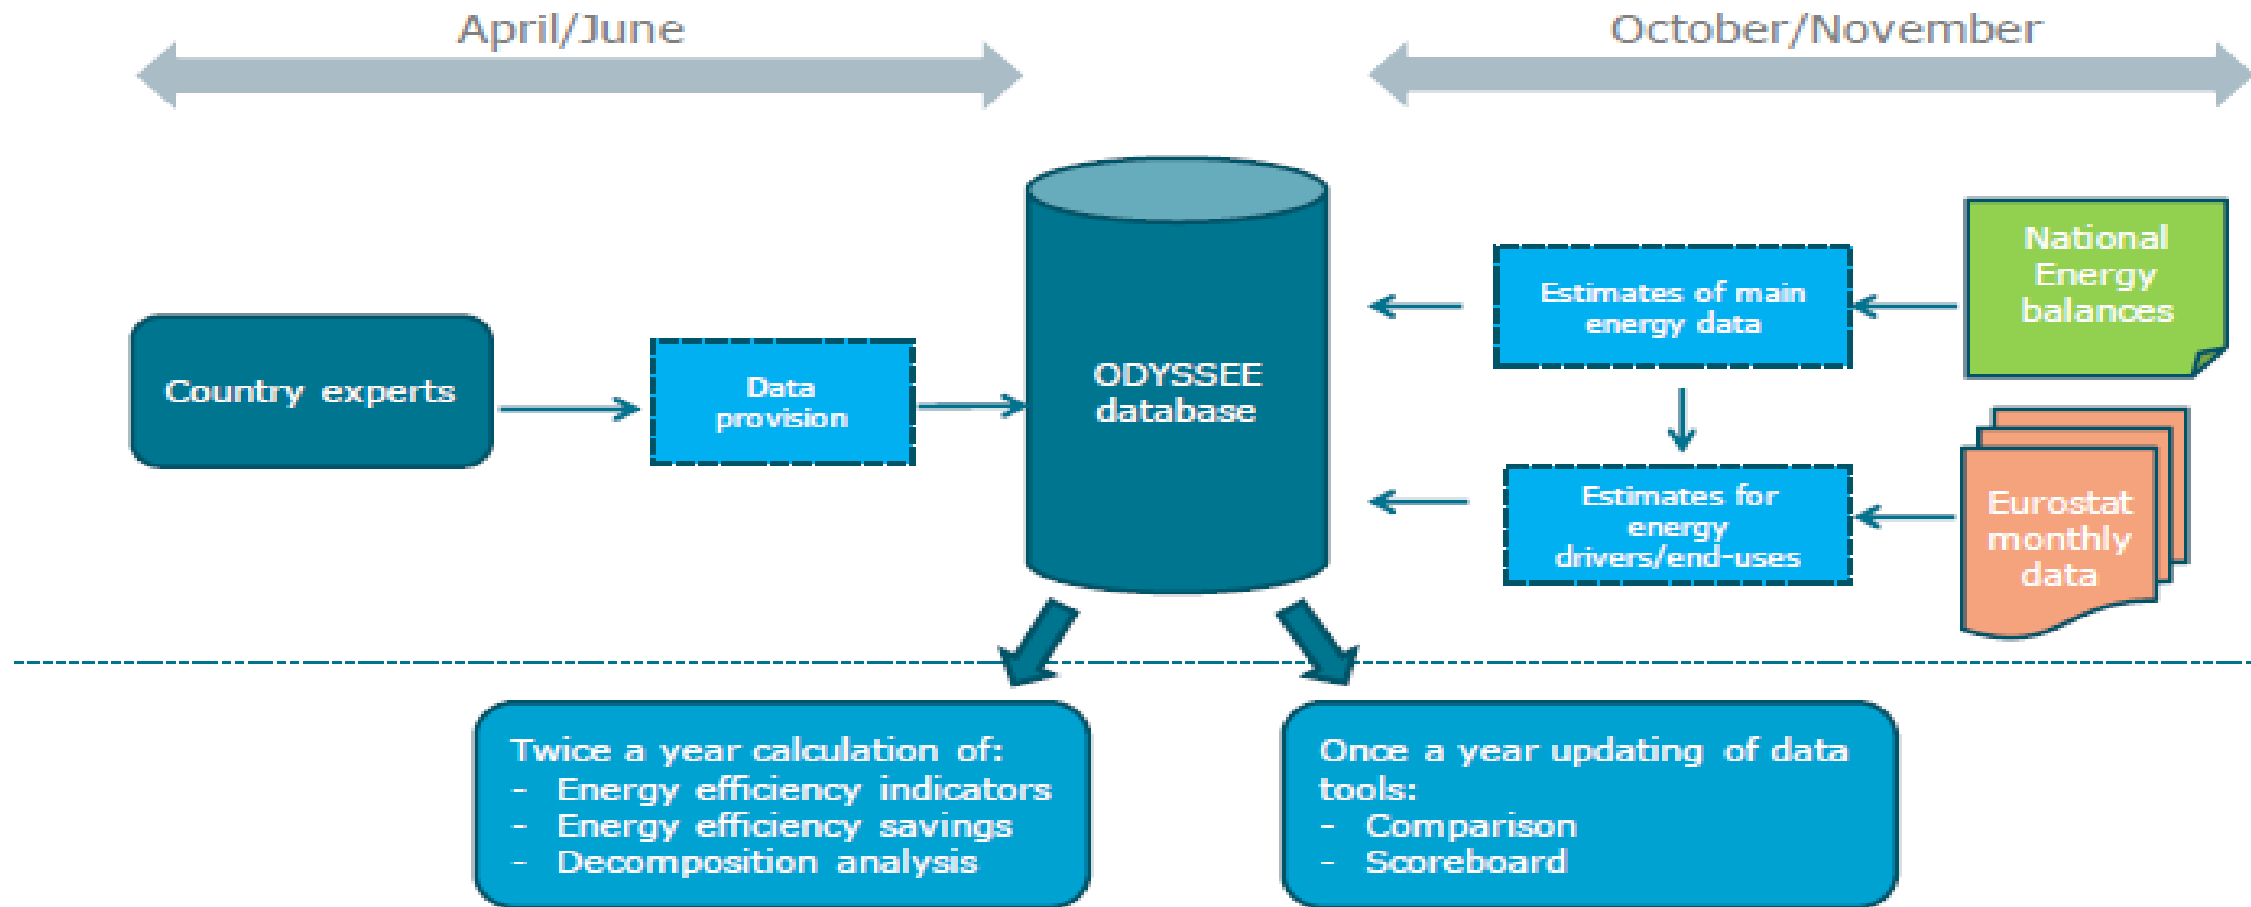 April/June
October/November
Country experts
Data
provision
ODYSSEE
database
Estimates of main
energy data
National
Energy
balances
Estimates for
energy
drivers/end-uses
Eurostat
monthly
data
Twice a year calculation of:
- Energy efficiency indicators
- Energy efficiency savings
- Decomposition analysis
Once a year updating of data
tools:
- Comparison
- Scoreboard